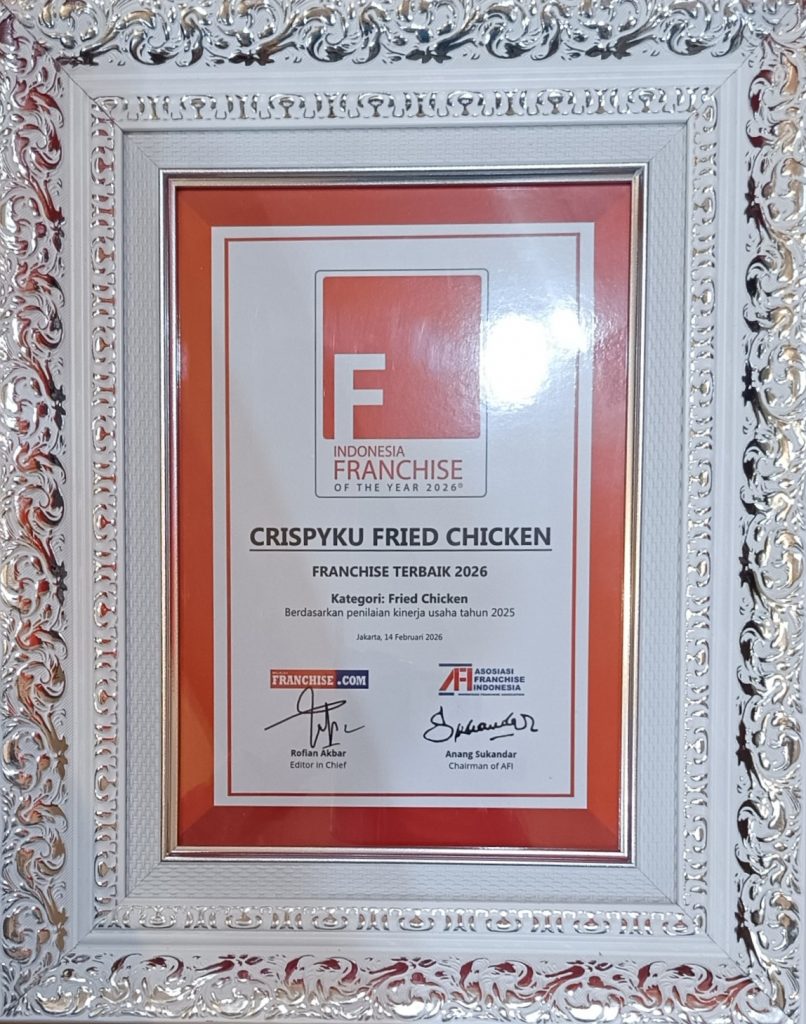 F
INDONESIA
FRANCHISE
OF THE YEAR 2026®
CRISPYKU FRIED CHICKEN
FRANCHISE TERBAIK 2026
Kategori: Fried Chicken
Berdasarkan penilaian kinerja usaha tahun 2025
Jakarta, 14 Februari 2026
FRANCHISE.COM
Rofian Akbar
Editor in Chief
AFI ASOSIASI
FRANCHISE
INDONESIA
Anang Sukandar
Chairman of AFI